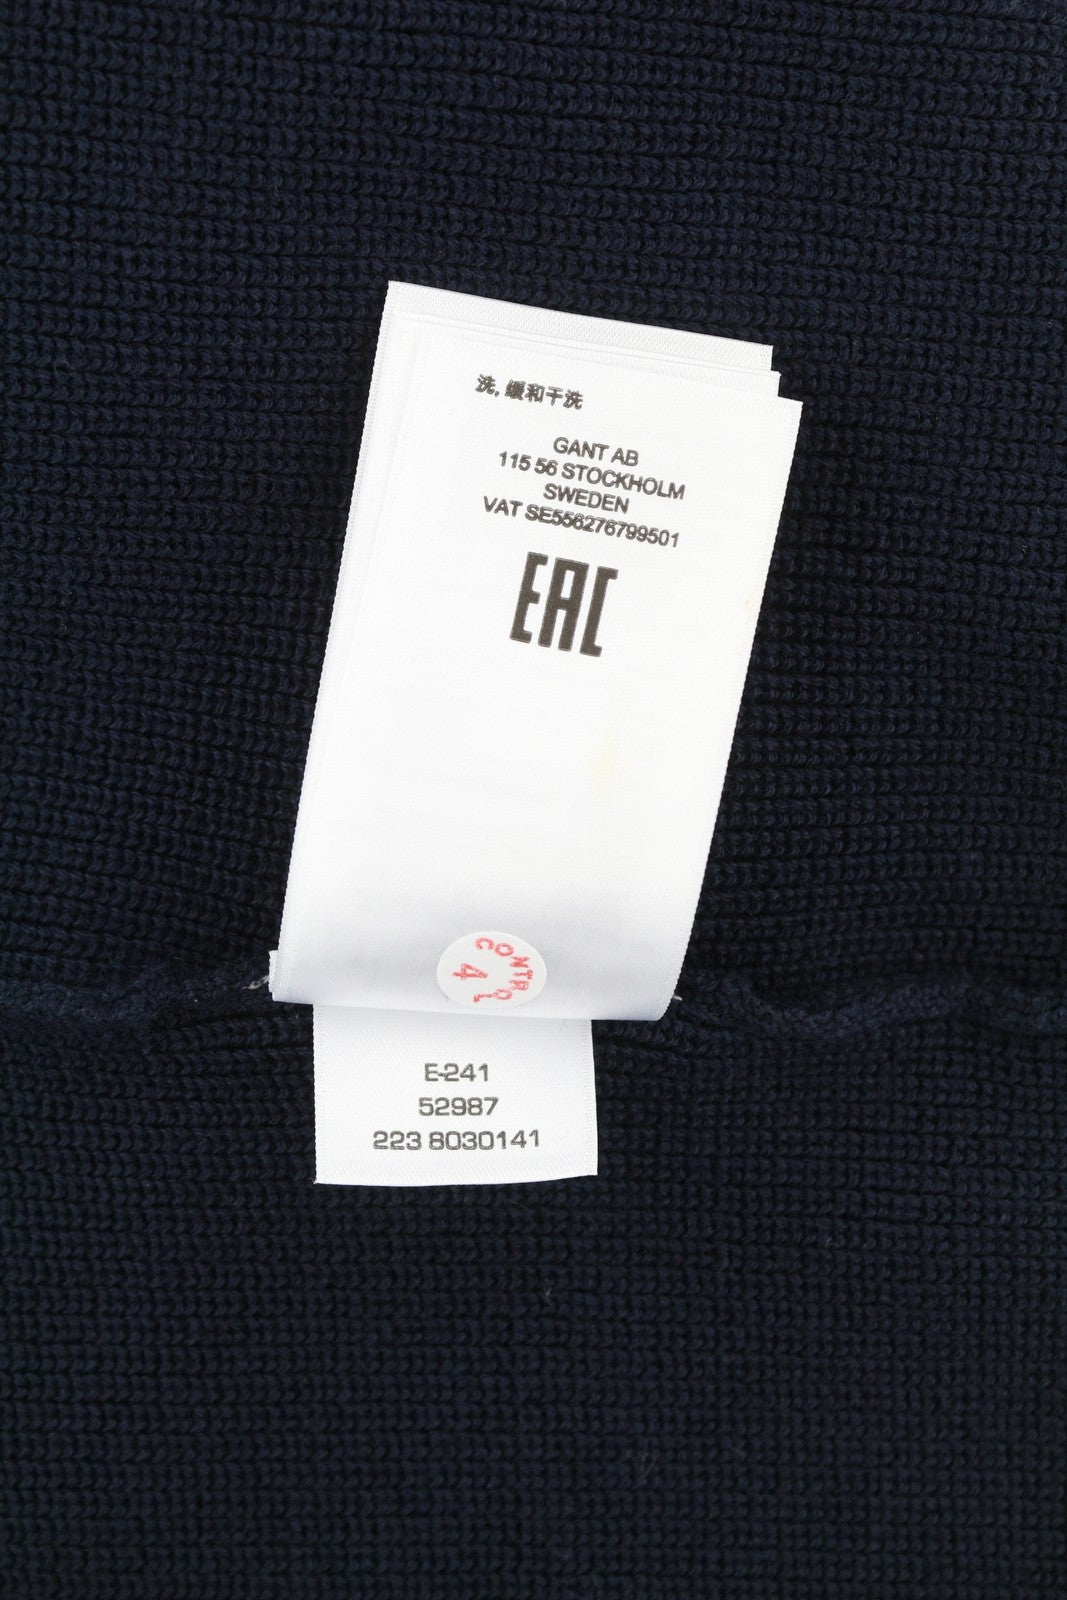 洗, 缓和干洗
GANT AB
115 56 STOCKHOLM
SWEDEN
VAT SE556276799501
EAC
CONTROL
4
E-241
52987
223 8030141